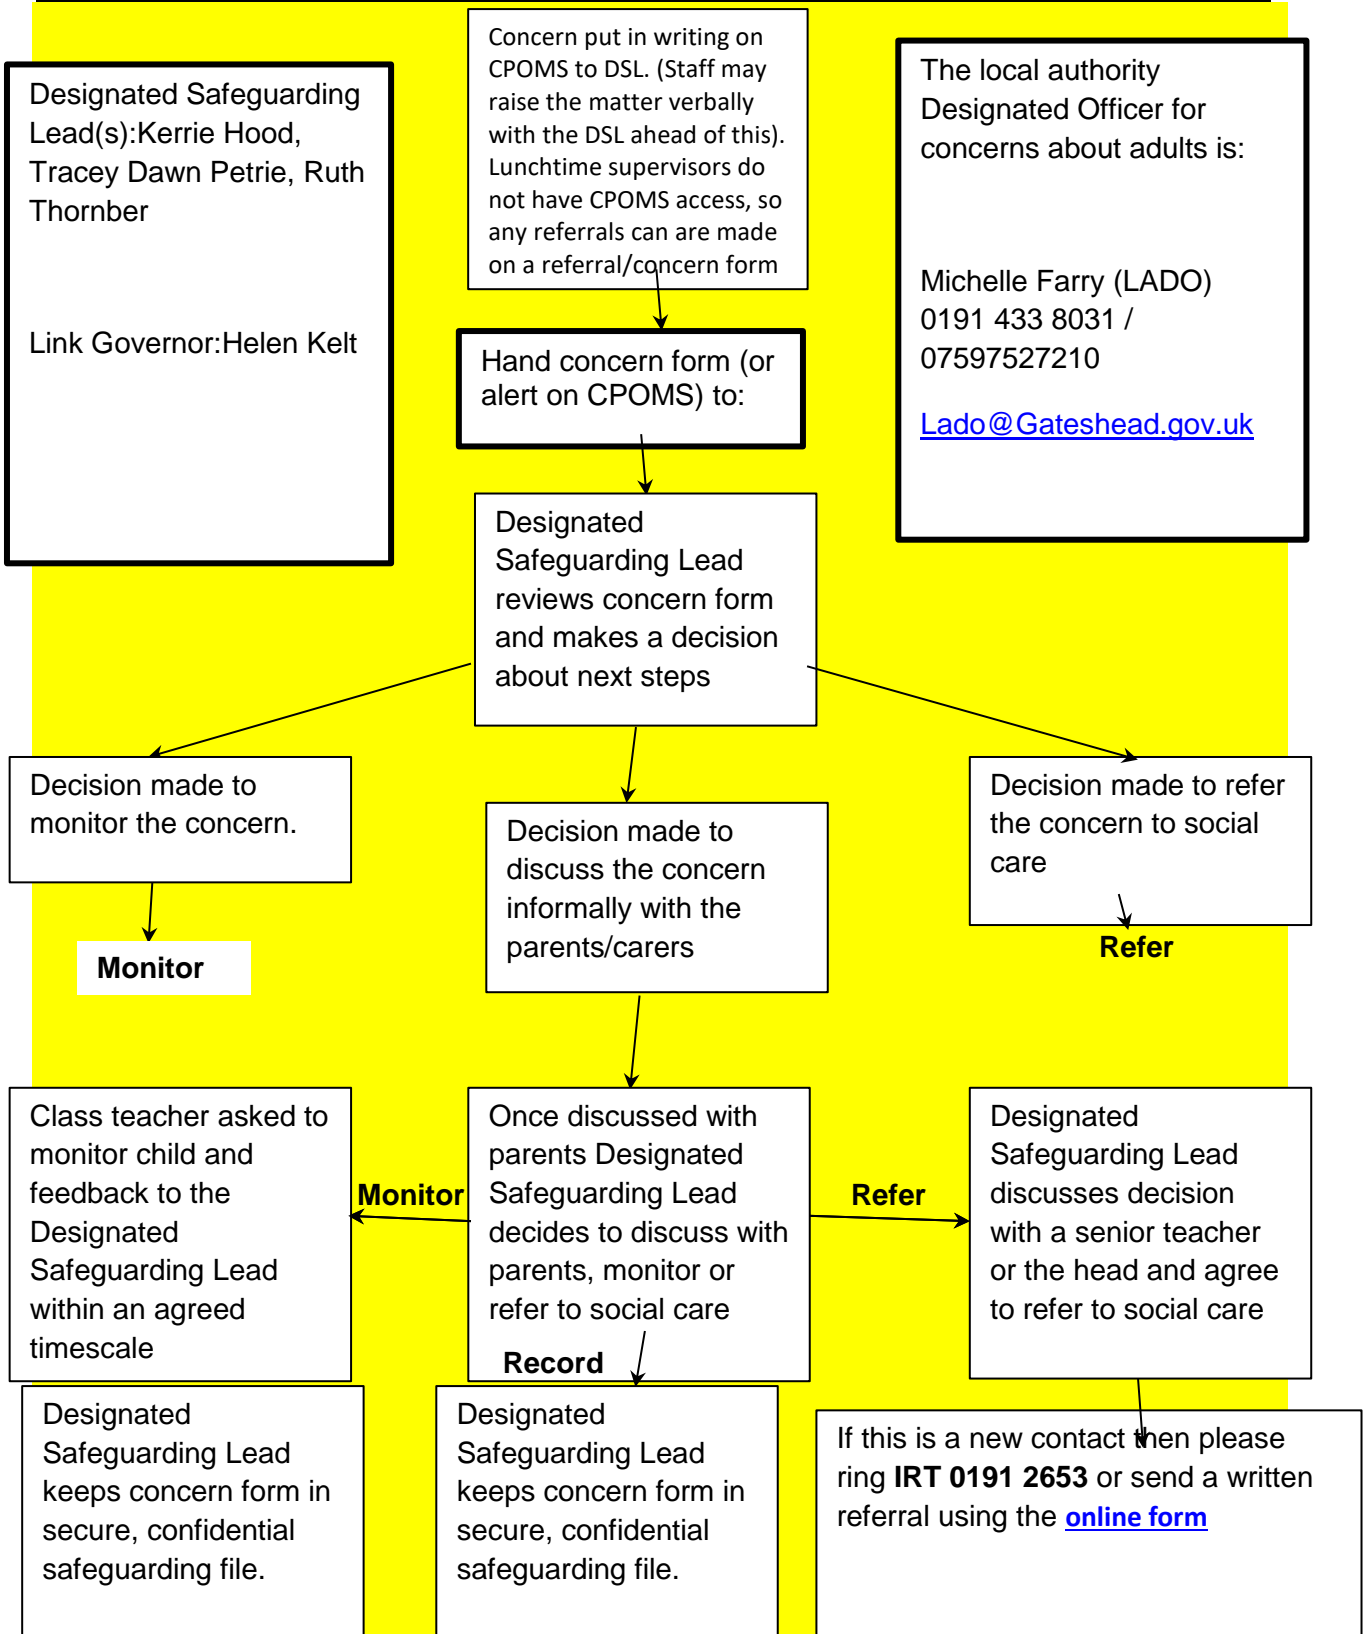 Concern put in writing on
CPOMS to DSL. (Staff may
raise the matter verbally
with the DSL ahead of this).
Lunchtime supervisors do
not have CPOMS access, so
any referrals can are made
on a referral/concern form
Designated Safeguarding
Lead(s):Kerrie Hood,
Tracey Dawn Petrie, Ruth
Thornber
Link Governor:Helen Kelt
The local authority
Designated Officer for
concerns about adults is:
Michelle Farry (LADO)
0191 433 8031 /
07597527210
Lado@Gateshead.gov.uk
Hand concern form (or
alert on CPOMS) to:
Designated
Safeguarding Lead
reviews concern form
and makes a decision
about next steps
Decision made to
monitor the concern.
Monitor
Decision made to
discuss the concern
informally with the
parents/carers
Decision made to refer
the concern to social
care
Refer
Class teacher asked to
monitor child and
feedback to the
Designated
Safeguarding Lead
within an agreed
timescale
Monitor
Once discussed with
parents Designated
Safeguarding Lead
decides to discuss with
parents, monitor or
refer to social care
Refer
Designated
Safeguarding Lead
discusses decision
with a senior teacher
or the head and agree
to refer to social care
Record
Designated
Safeguarding Lead
keeps concern form in
secure, confidential
safeguarding file.
Designated
Safeguarding Lead
keeps concern form in
secure, confidential
safeguarding file.
If this is a new contact then please
ring IRT 0191 2653 or send a written
referral using the online form